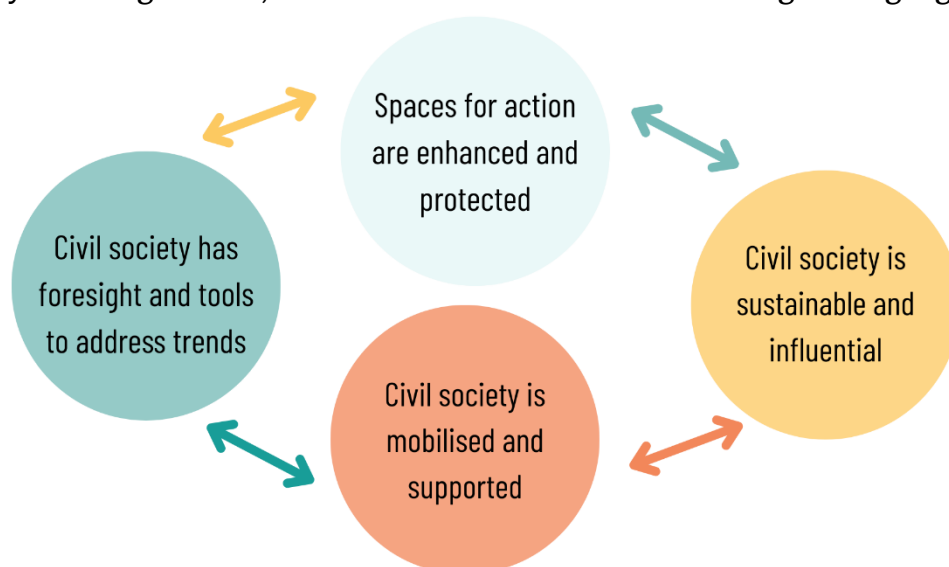 Spaces for action
are enhanced and
protected
Civil society has
foresight and tools
to address trends
Civil society is
sustainable and
influential
Civil society is
mobilised and
supported